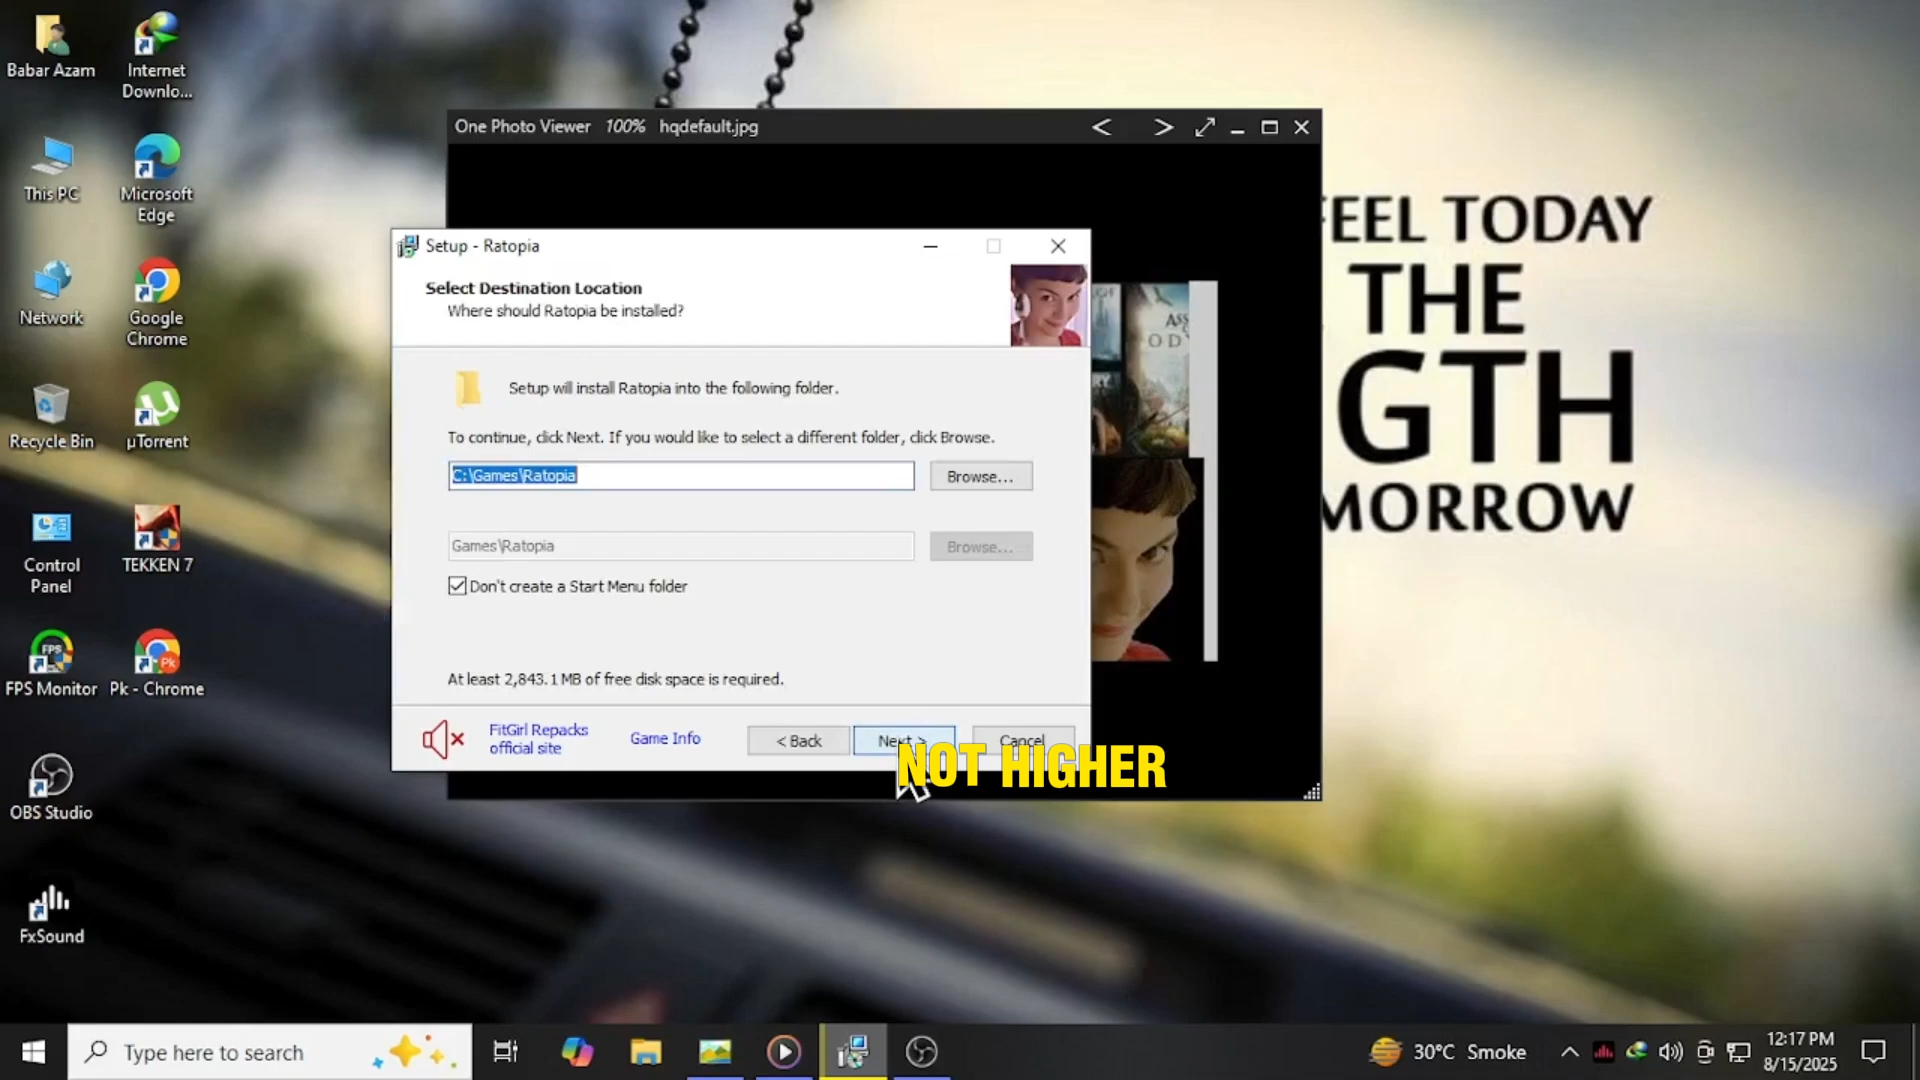 Babar Azam
Internet
Downlo...
This PC
Microsoft
Edge
Network
Google
Chrome
Recycle Bin
µTorrent
Control
Panel
TEKKEN 7
FPS
FPS Monitor
Pk
Pk - Chrome
OBS Studio
FxSound
One Photo Viewer 100% hqdefault.jpg
FEEL TODAY
THE
GTH
MORROW
Setup - Ratopia
Select Destination Location
Where should Ratopia be installed?
Setup will install Ratopia into the following folder.
To continue, click Next. If you would like to select a different folder, click Browse.
C:\Games\Ratopia
Browse...
Games\Ratopia
Browse...
Don't create a Start Menu folder
At least 2,843.1 MB of free disk space is required.
FitGirl Repacks
official site
Game Info
< Back
Next >
Cancel
NOT HIGHER
Type here to search
30°C Smoke
12:17 PM
8/15/2025